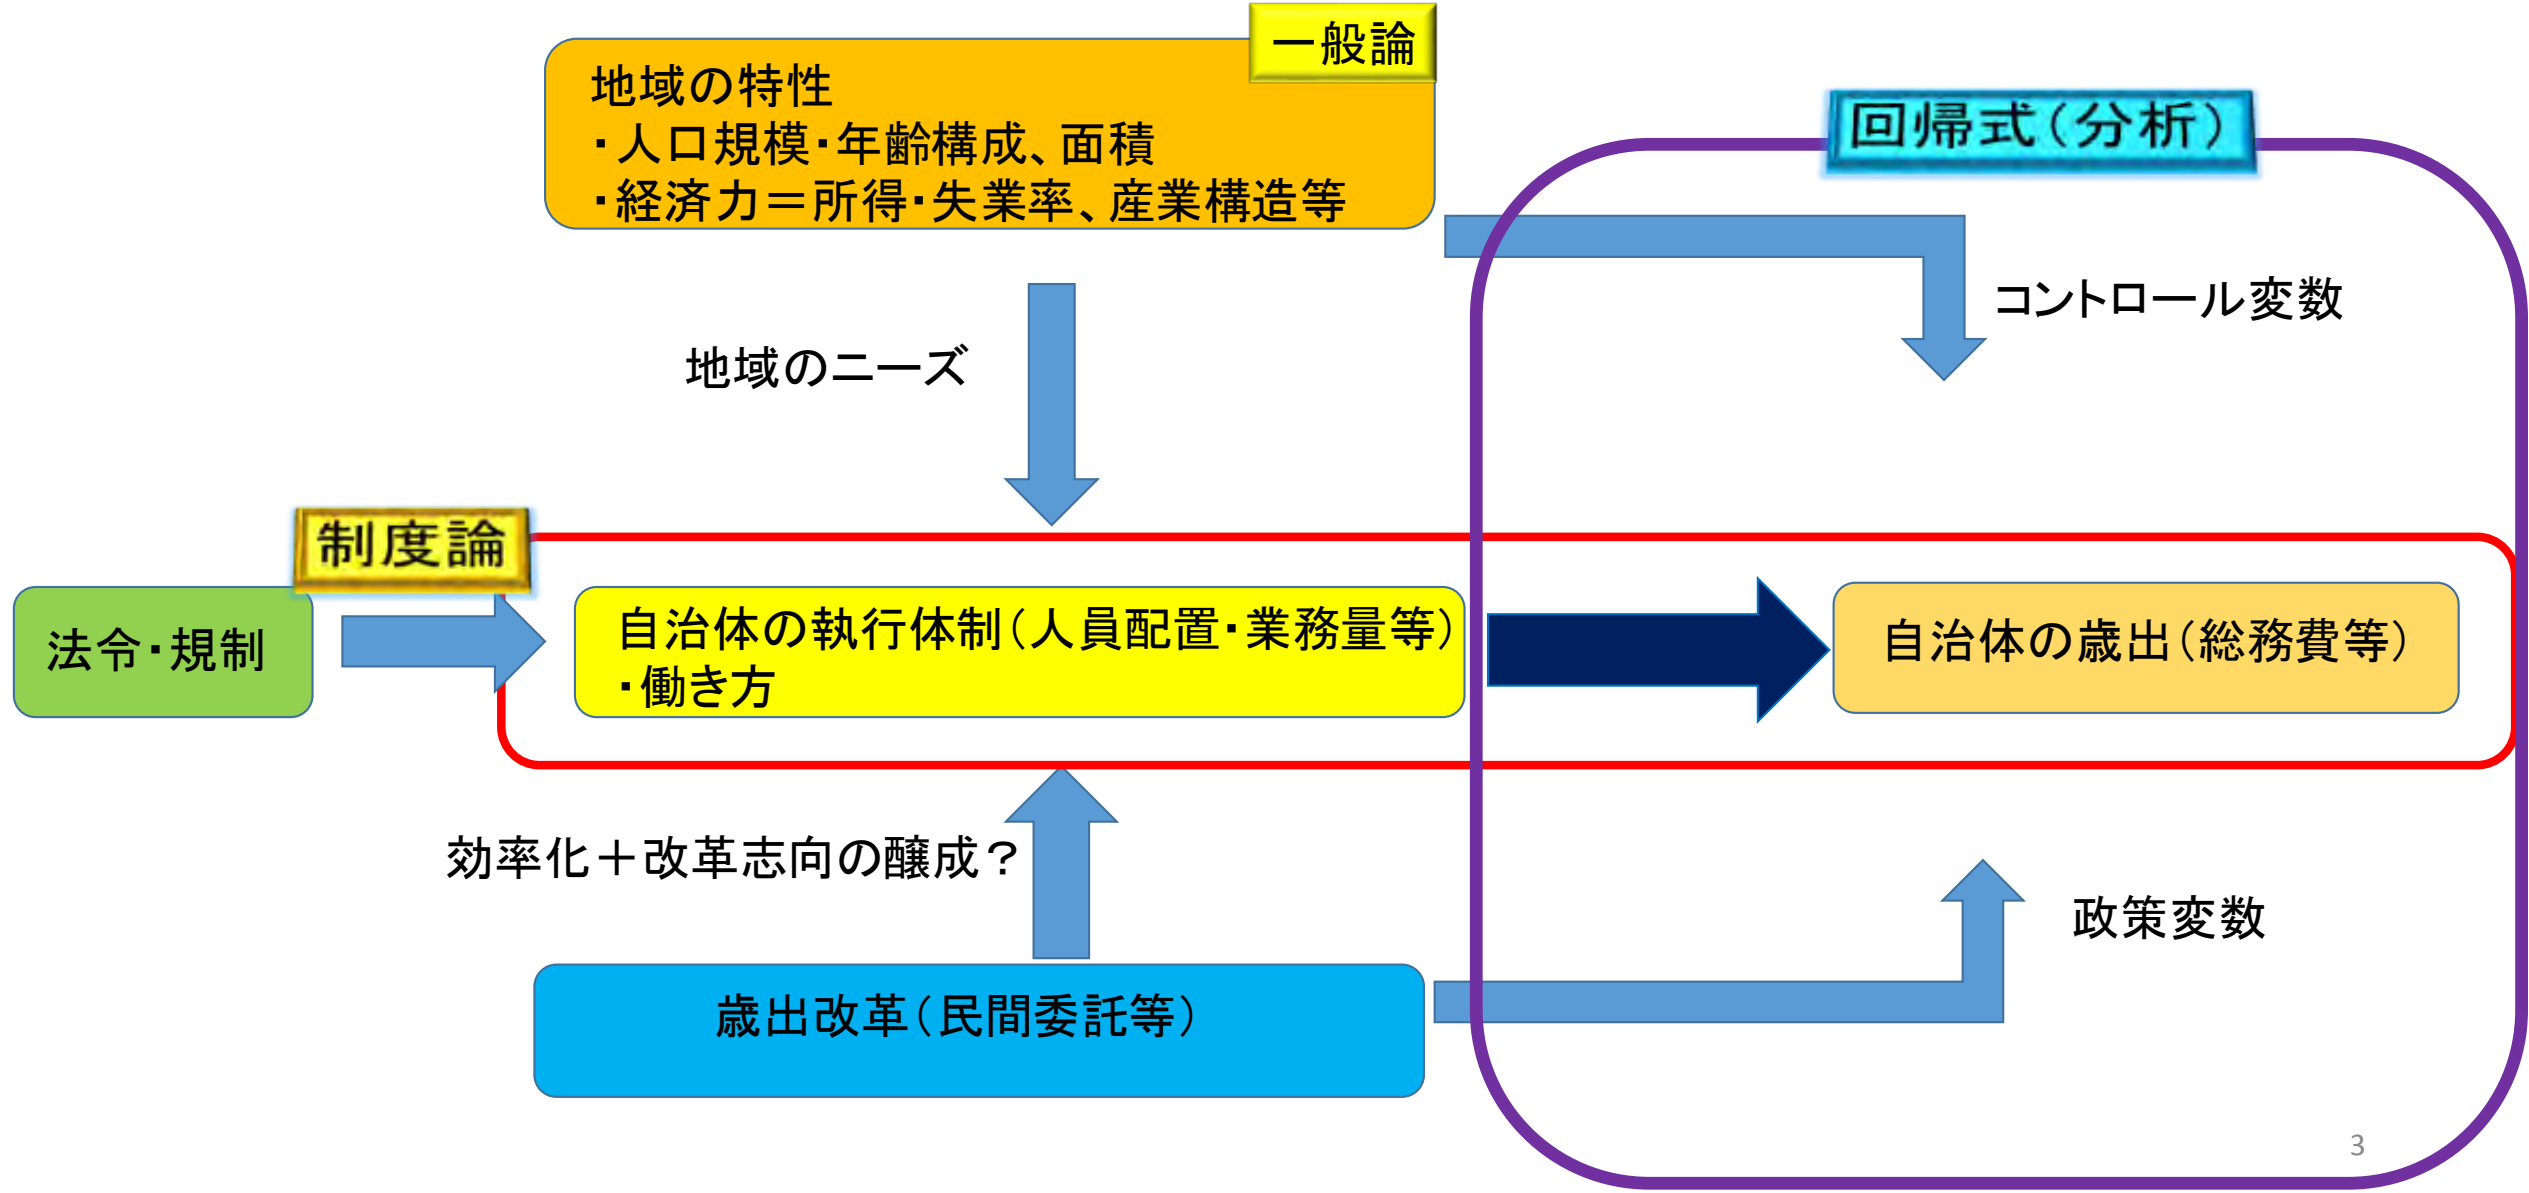 一般論
地域の特性
・人口規模・年齢構成、面積
・経済力＝所得・失業率、産業構造等
回帰式（分析）
コントロール変数
地域のニーズ
制度論
法令・規制
自治体の執行体制（人員配置・業務量等）
・働き方
自治体の歳出（総務費等）
効率化＋改革志向の醸成？
政策変数
歳出改革（民間委託等）
3